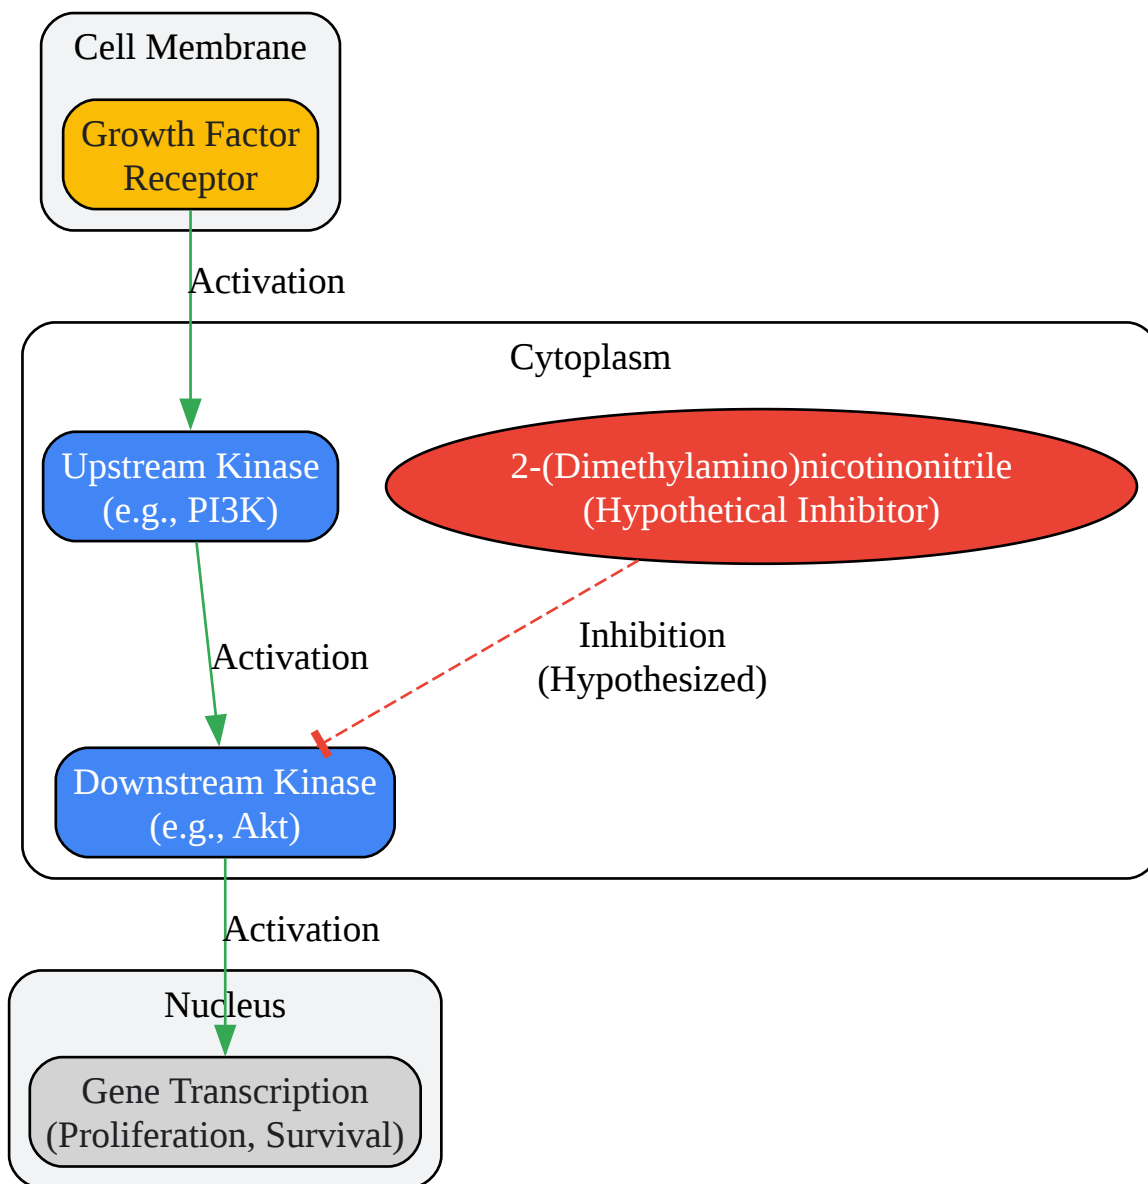 Cell Membrane
Growth Factor
Receptor
Activation
Cytoplasm
Upstream Kinase
(e.g., PI3K)
2-(Dimethylamino)nicotinonitrile
(Hypothetical Inhibitor)
Inhibition
(Hypothesized)
Activation
Downstream Kinase
(e.g., Akt)
Activation
Nucleus
Gene Transcription
(Proliferation, Survival)